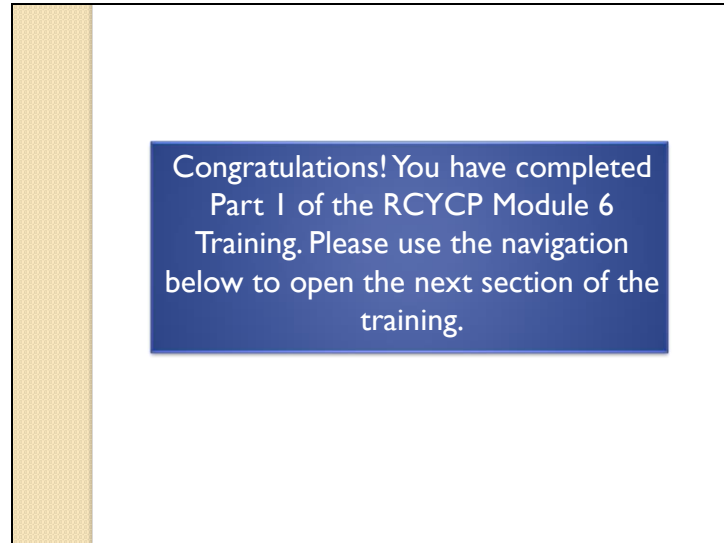 Congratulations! You have completed
Part 1 of the RCYCP Module 6
Training. Please use the navigation
below to open the next section of the
training.